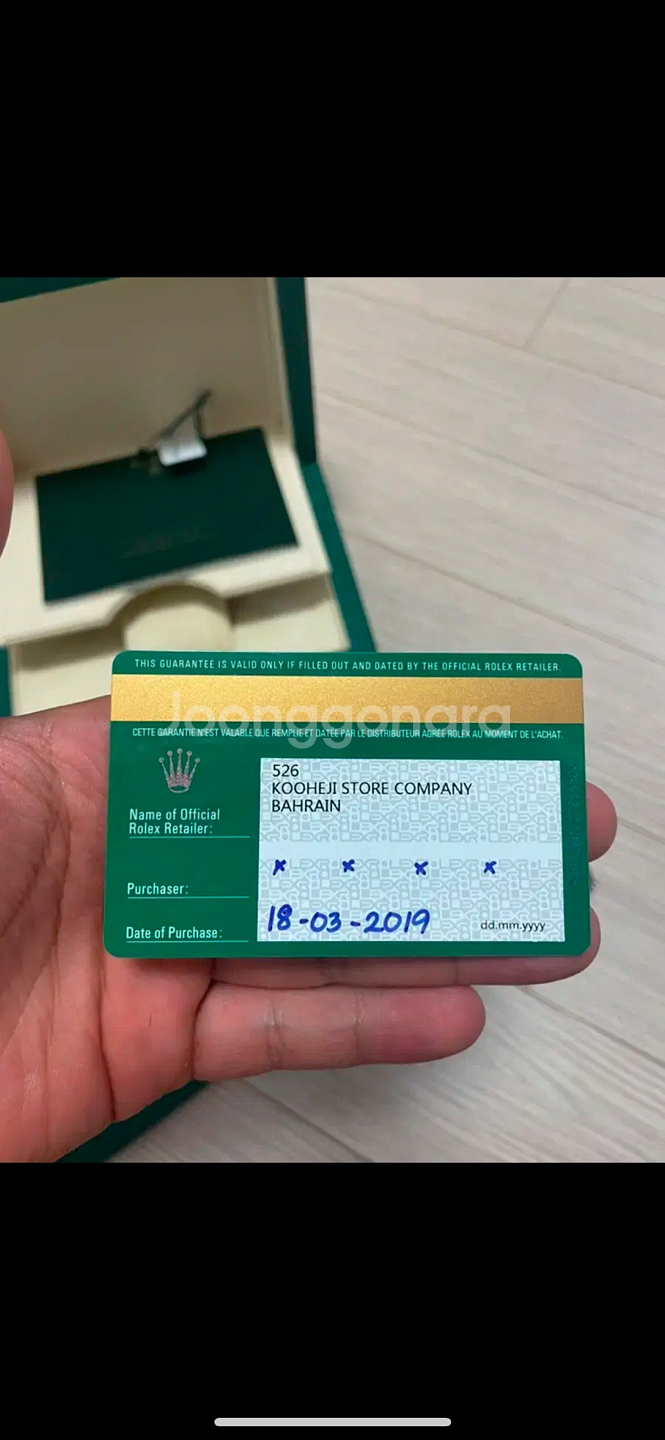 THIS GUARANTEE IS VALID ONLY IF FILLED OUT AND DATED BY THE OFFICIAL ROLEX RETAILER.
Joonggonara
CETTE GARANTIE N'EST VALABLE QUE REMPLIE ET DATÉE PAR LE DISTRIBUTEUR AGRÉÉ ROLEX AU MOMENT DE L'ACHAT.
526
KOOHEJI STORE COMPANY
BAHRAIN
Name of Official
Rolex Retailer:
x x x x
Purchaser:
Date of Purchase: 18-03-2019 dd.mm.yyyy